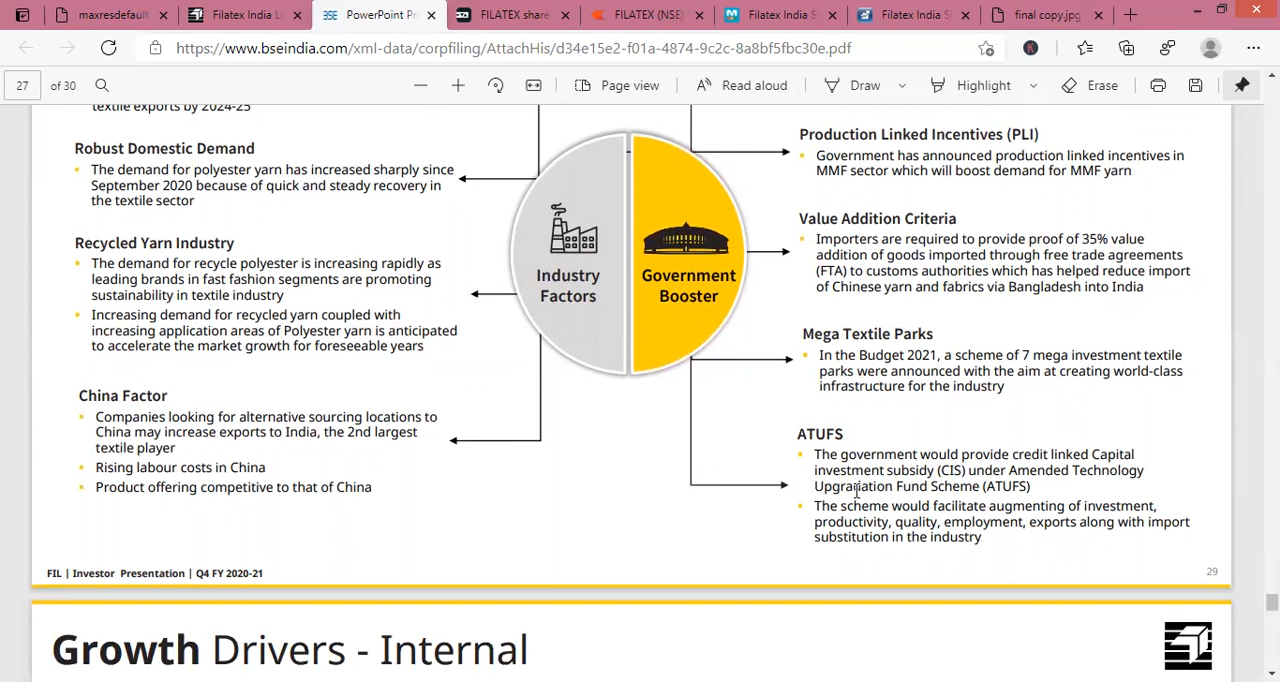 maxresdefault
Filatex India Li
PowerPoint Pr
FILATEX share
FILATEX (NSE)
Filatex India S
Filatex India S
final copy.jpg
https://www.bseindia.com/xml-data/corpfiling/AttachHis/d34e15e2-f01a-4874-9c2c-8a8bf5fbc30e.pdf
27 of 30
Page view
Read aloud
Draw
Highlight
Erase
textile exports by 2024-25
Robust Domestic Demand
The demand for polyester yarn has increased sharply since
September 2020 because of quick and steady recovery in
the textile sector
Recycled Yarn Industry
The demand for recycle polyester is increasing rapidly as
leading brands in fast fashion segments are promoting
sustainability in textile industry
Increasing demand for recycled yarn coupled with
increasing application areas of Polyester yarn is anticipated
to accelerate the market growth for foreseeable years
China Factor
Companies looking for alternative sourcing locations to
China may increase exports to India, the 2nd largest
textile player
Rising labour costs in China
Product offering competitive to that of China
Industry
Factors
Government
Booster
Production Linked Incentives (PLI)
Government has announced production linked incentives in
MMF sector which will boost demand for MMF yarn
Value Addition Criteria
Importers are required to provide proof of 35% value
addition of goods imported through free trade agreements
(FTA) to customs authorities which has helped reduce import
of Chinese yarn and fabrics via Bangladesh into India
Mega Textile Parks
In the Budget 2021, a scheme of 7 mega investment textile
parks were announced with the aim at creating world-class
infrastructure for the industry
ATUFS
The government would provide credit linked Capital
investment subsidy (CIS) under Amended Technology
Upgradation Fund Scheme (ATUFS)
The scheme would facilitate augmenting of investment,
productivity, quality, employment, exports along with import
substitution in the industry
FIL | Investor Presentation | Q4 FY 2020-21
29
Growth Drivers - Internal